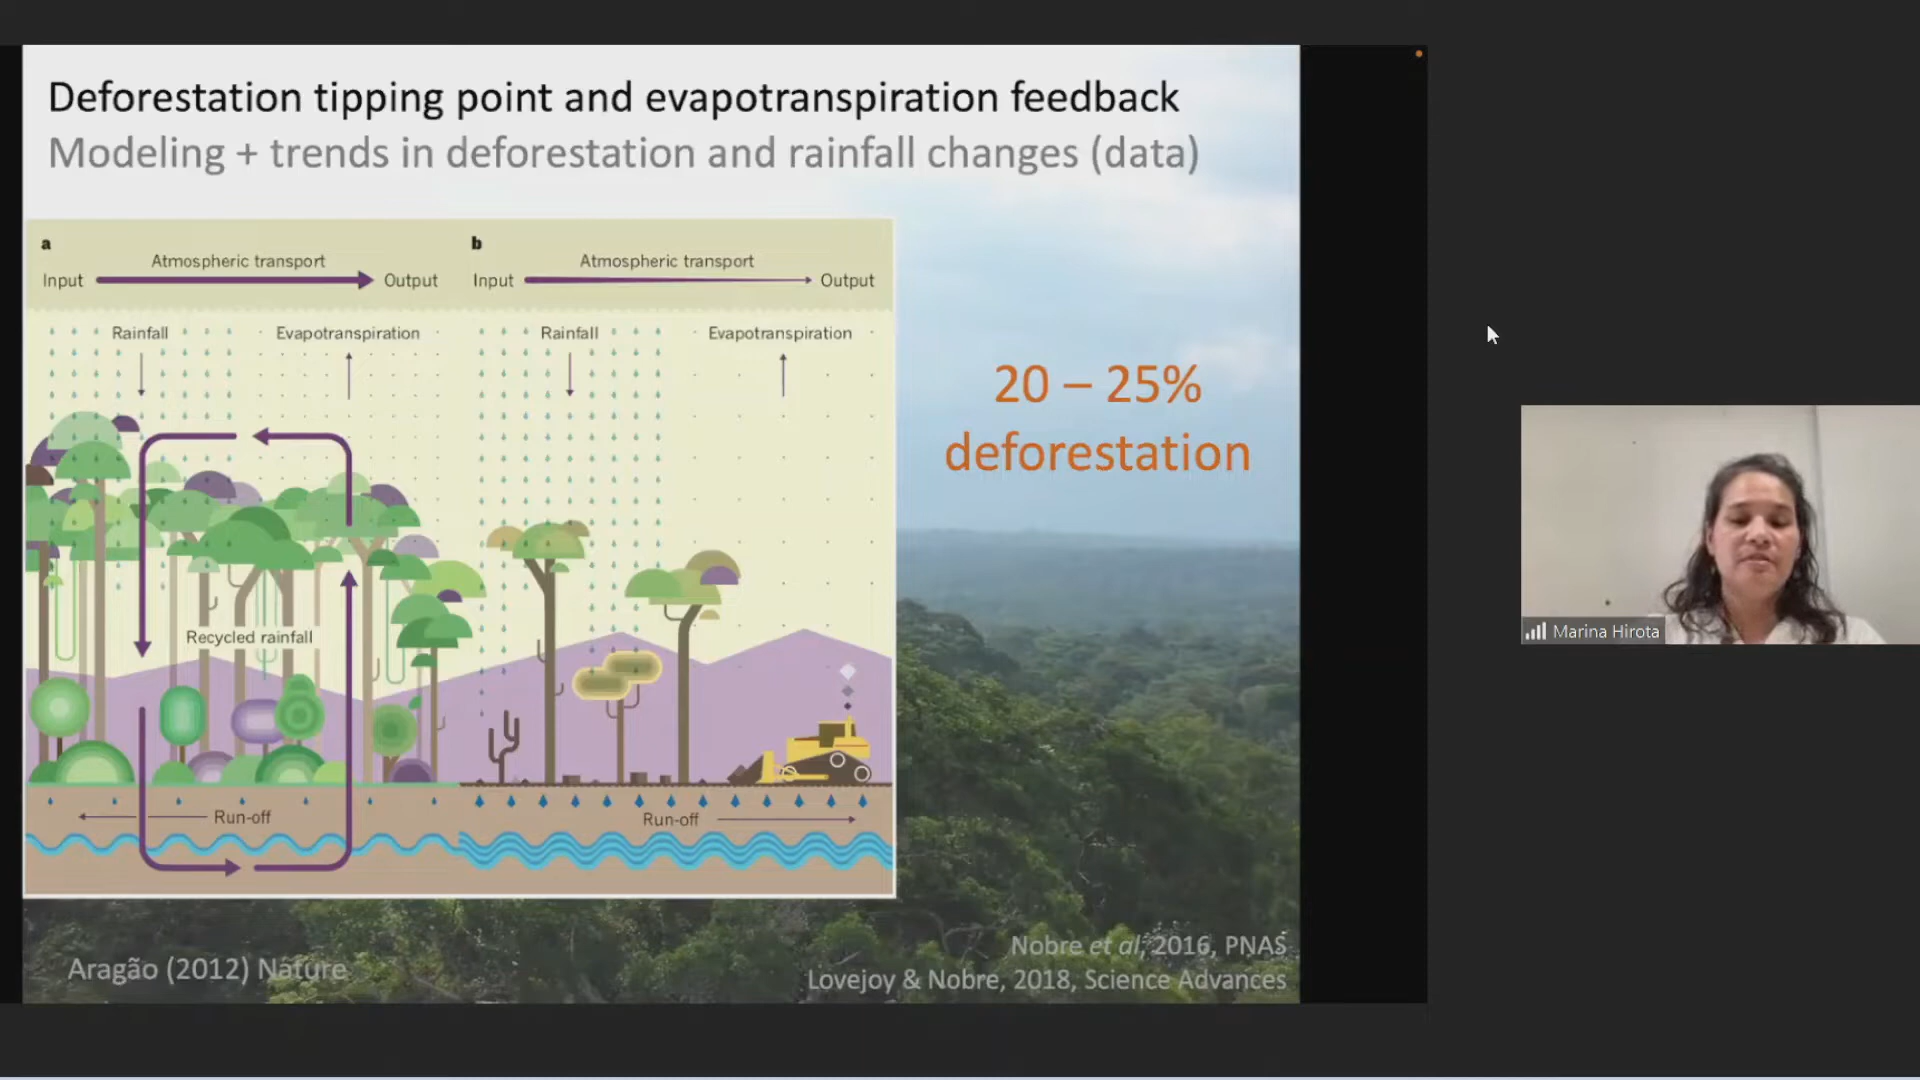 Deforestation tipping point and evapotranspiration feedback
Modeling + trends in deforestation and rainfall changes (data)
a
Atmospheric transport
Input
Output
Rainfall
Evapotranspiration
Recycled rainfall
Run-off
b
Atmospheric transport
Input
Output
Rainfall
Evapotranspiration
Run-off
20 – 25%
deforestation
Aragão (2012) Nature
Nobre et al, 2016, PNAS
Lovejoy & Nobre, 2018, Science Advances
Marina Hirota